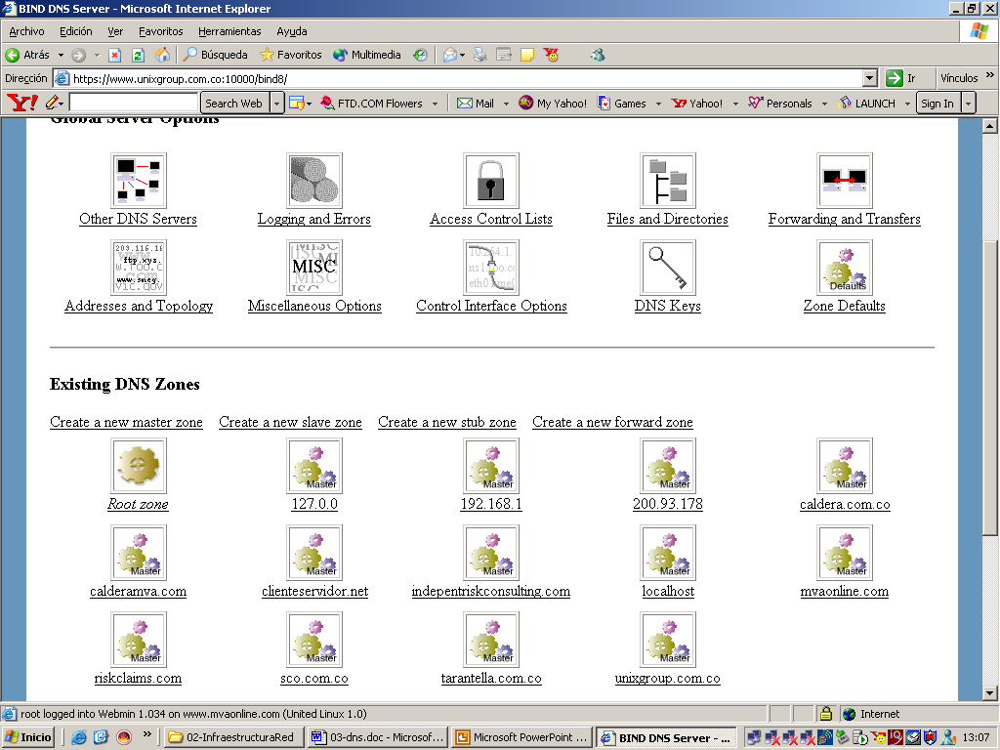 BIND DNS Server - Microsoft Internet Explorer
Archivo Edición Ver Favoritos Herramientas Ayuda
Atrás Búsqueda Favoritos Multimedia
Dirección https://www.unixgroup.com.co:10000/bind8/ Ir Vínculos »
Y! Search Web FTD.COM Flowers Mail My Yahoo! Games Yahoo! Personals LAUNCH Sign In
Global Server Options
Other DNS Servers Logging and Errors Access Control Lists Files and Directories Forwarding and Transfers
MISC Defaults
Addresses and Topology Miscellaneous Options Control Interface Options DNS Keys Zone Defaults
Existing DNS Zones
Create a new master zone Create a new slave zone Create a new stub zone Create a new forward zone
Master Master Master Master
Root zone 127.0.0 192.168.1 200.93.178 caldera.com.co
Master Master Master Master Master
calderamva.com clienteservidor.net indepentriskconsulting.com localhost mvaonline.com
Master Master Master Master
riskclaims.com sco.com.co tarantella.com.co unixgroup.com.co
root logged into Webmin 1.034 on www.mvaonline.com (United Linux 1.0) Internet
Inicio » 02-InfraestructuraRed 03-dns.doc - Microsof... Microsoft PowerPoint ... BIND DNS Server - ... 13:07